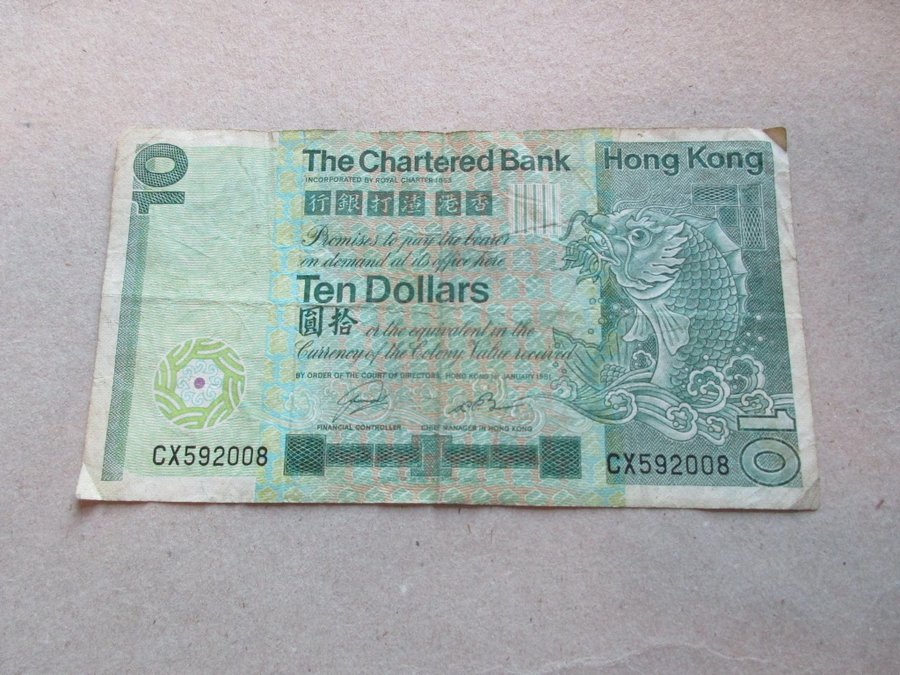 10
The Chartered Bank
Hong Kong
INCORPORATED BY ROYAL CHARTER 1853
行銀打渣港香
Promises to pay the bearer
on demand at its office here
Ten Dollars
圓拾 or the equivalent in the
Currency of the Colony Value received
BY ORDER OF THE COURT OF DIRECTORS, HONG KONG 1ST JANUARY 1981
FINANCIAL CONTROLLER CHIEF MANAGER IN HONG KONG
CX592008
CX592008
10